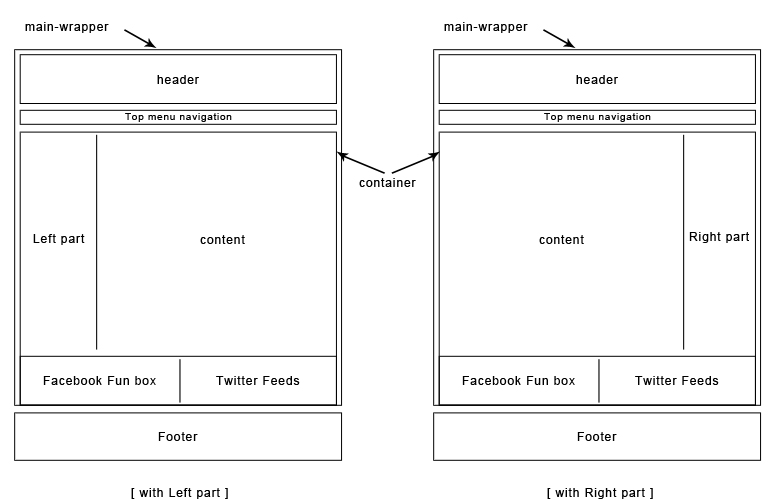 main-wrapper
header
Top menu navigation
Left part
content
Facebook Fun box
Twitter Feeds
Footer
[ with Left part ]
container
main-wrapper
header
Top menu navigation
content
Right part
Facebook Fun box
Twitter Feeds
Footer
[ with Right part ]